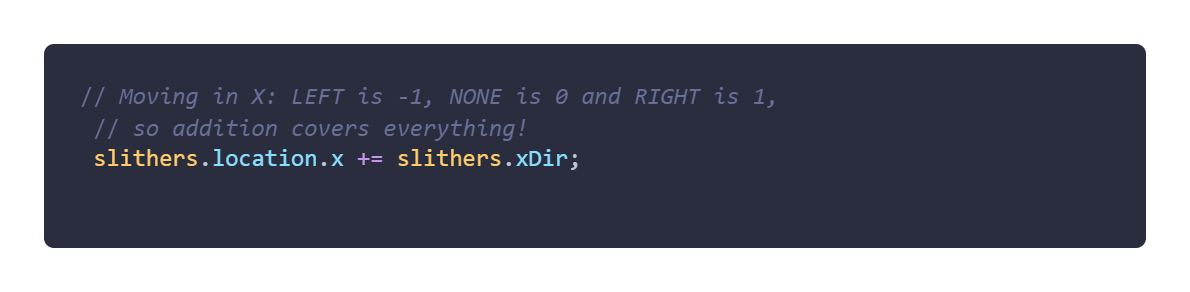 // Moving in X: LEFT is -1, NONE is 0 and RIGHT is 1,
// so addition covers everything!
slithers.location.x += slithers.xDir;